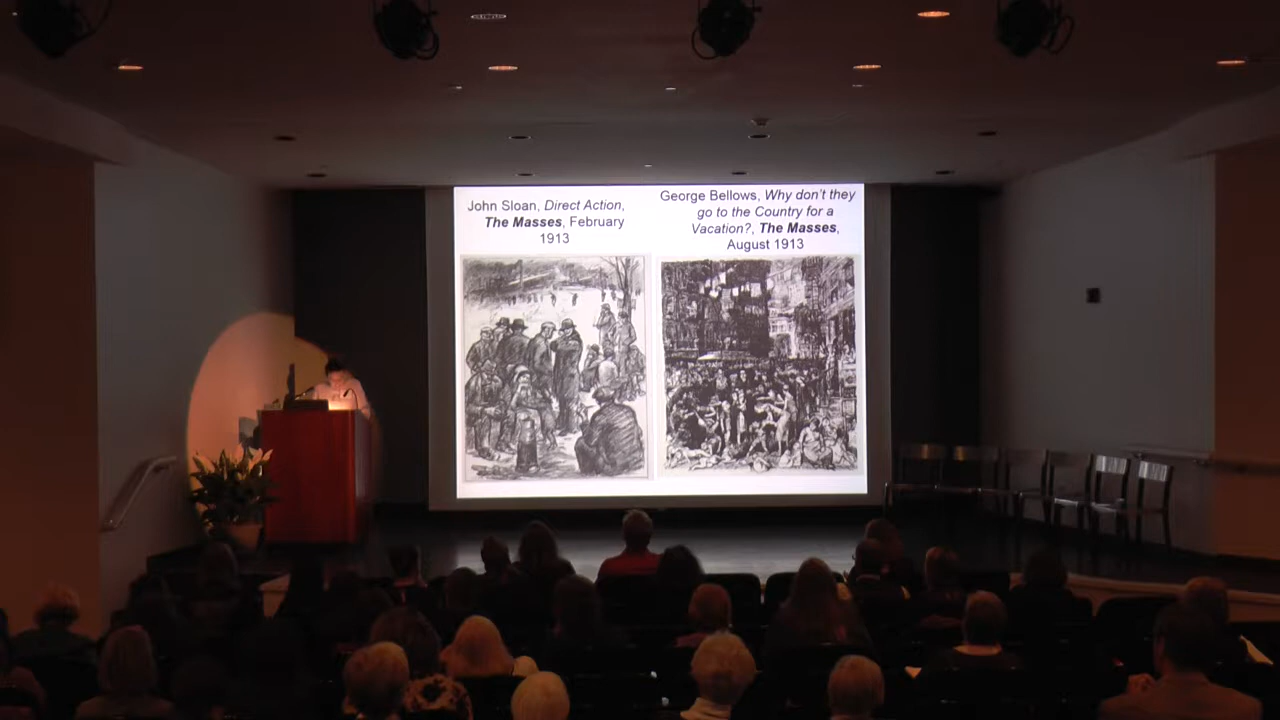 John Sloan, Direct Action,
The Masses, February
1913
George Bellows, Why don't they
go to the Country for a
Vacation?, The Masses,
August 1913